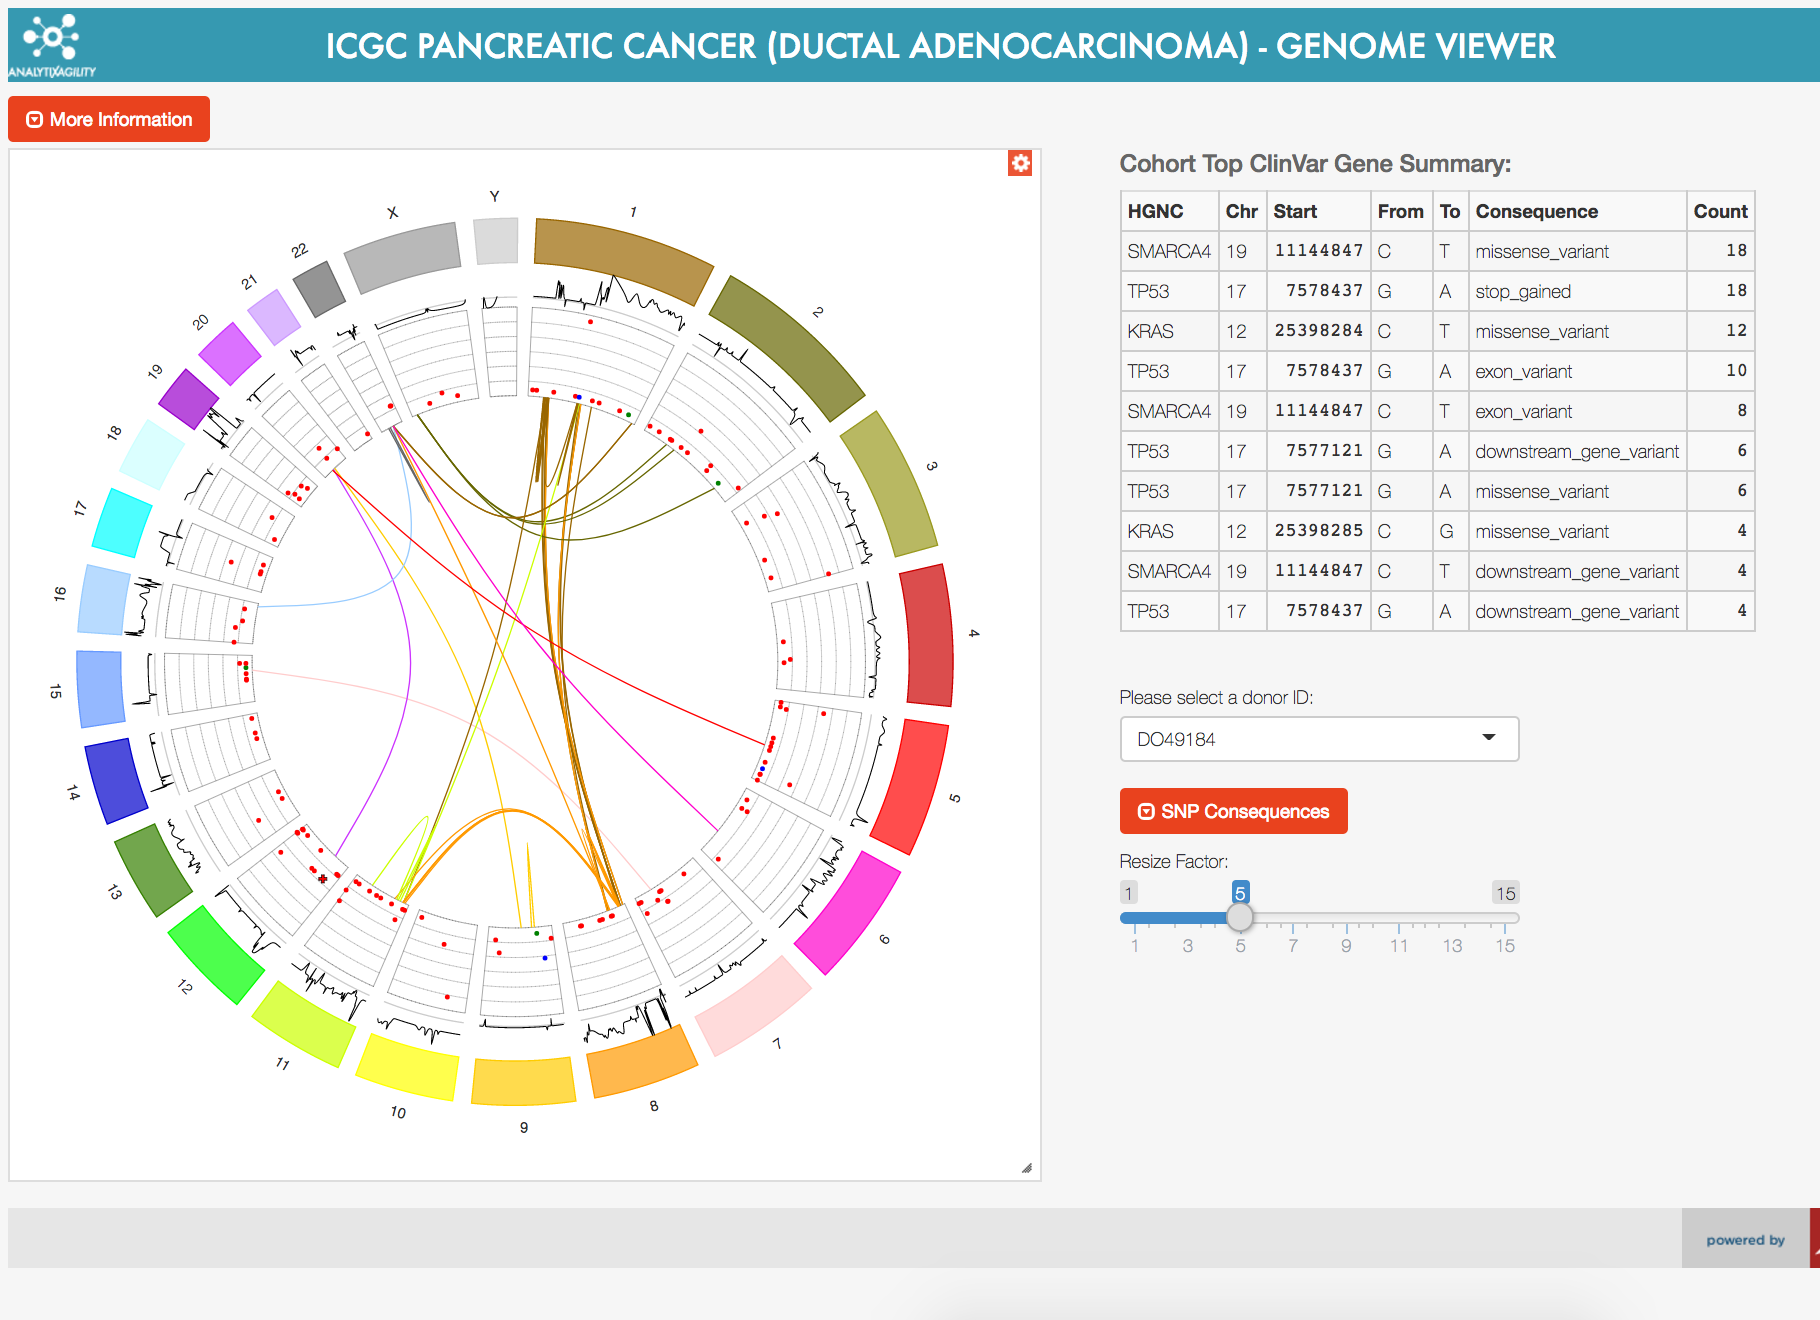 ANALYTIXAGILITY
ICGC PANCREATIC CANCER (DUCTAL ADENOCARCINOMA) - GENOME VIEWER
More Information
1
2
3
4
5
6
7
8
9
10
11
12
13
14
15
16
17
18
19
20
21
22
X
Y
Cohort Top ClinVar Gene Summary:
HGNC Chr Start From To Consequence Count
SMARCA4 19 11144847 C T missense_variant 18
TP53 17 7578437 G A stop_gained 18
KRAS 12 25398284 C T missense_variant 12
TP53 17 7578437 G A exon_variant 10
SMARCA4 19 11144847 C T exon_variant 8
TP53 17 7577121 G A downstream_gene_variant 6
TP53 17 7577121 G A missense_variant 6
KRAS 12 25398285 C G missense_variant 4
SMARCA4 19 11144847 C T downstream_gene_variant 4
TP53 17 7578437 G A downstream_gene_variant 4
Please select a donor ID:
DO49184
SNP Consequences
Resize Factor:
1 5 15
1 3 5 7 9 11 13 15
powered by